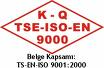 K - Q
TSE-ISO-EN
9000
Belge Kapsamı:
TS-EN-ISO 9001:2000